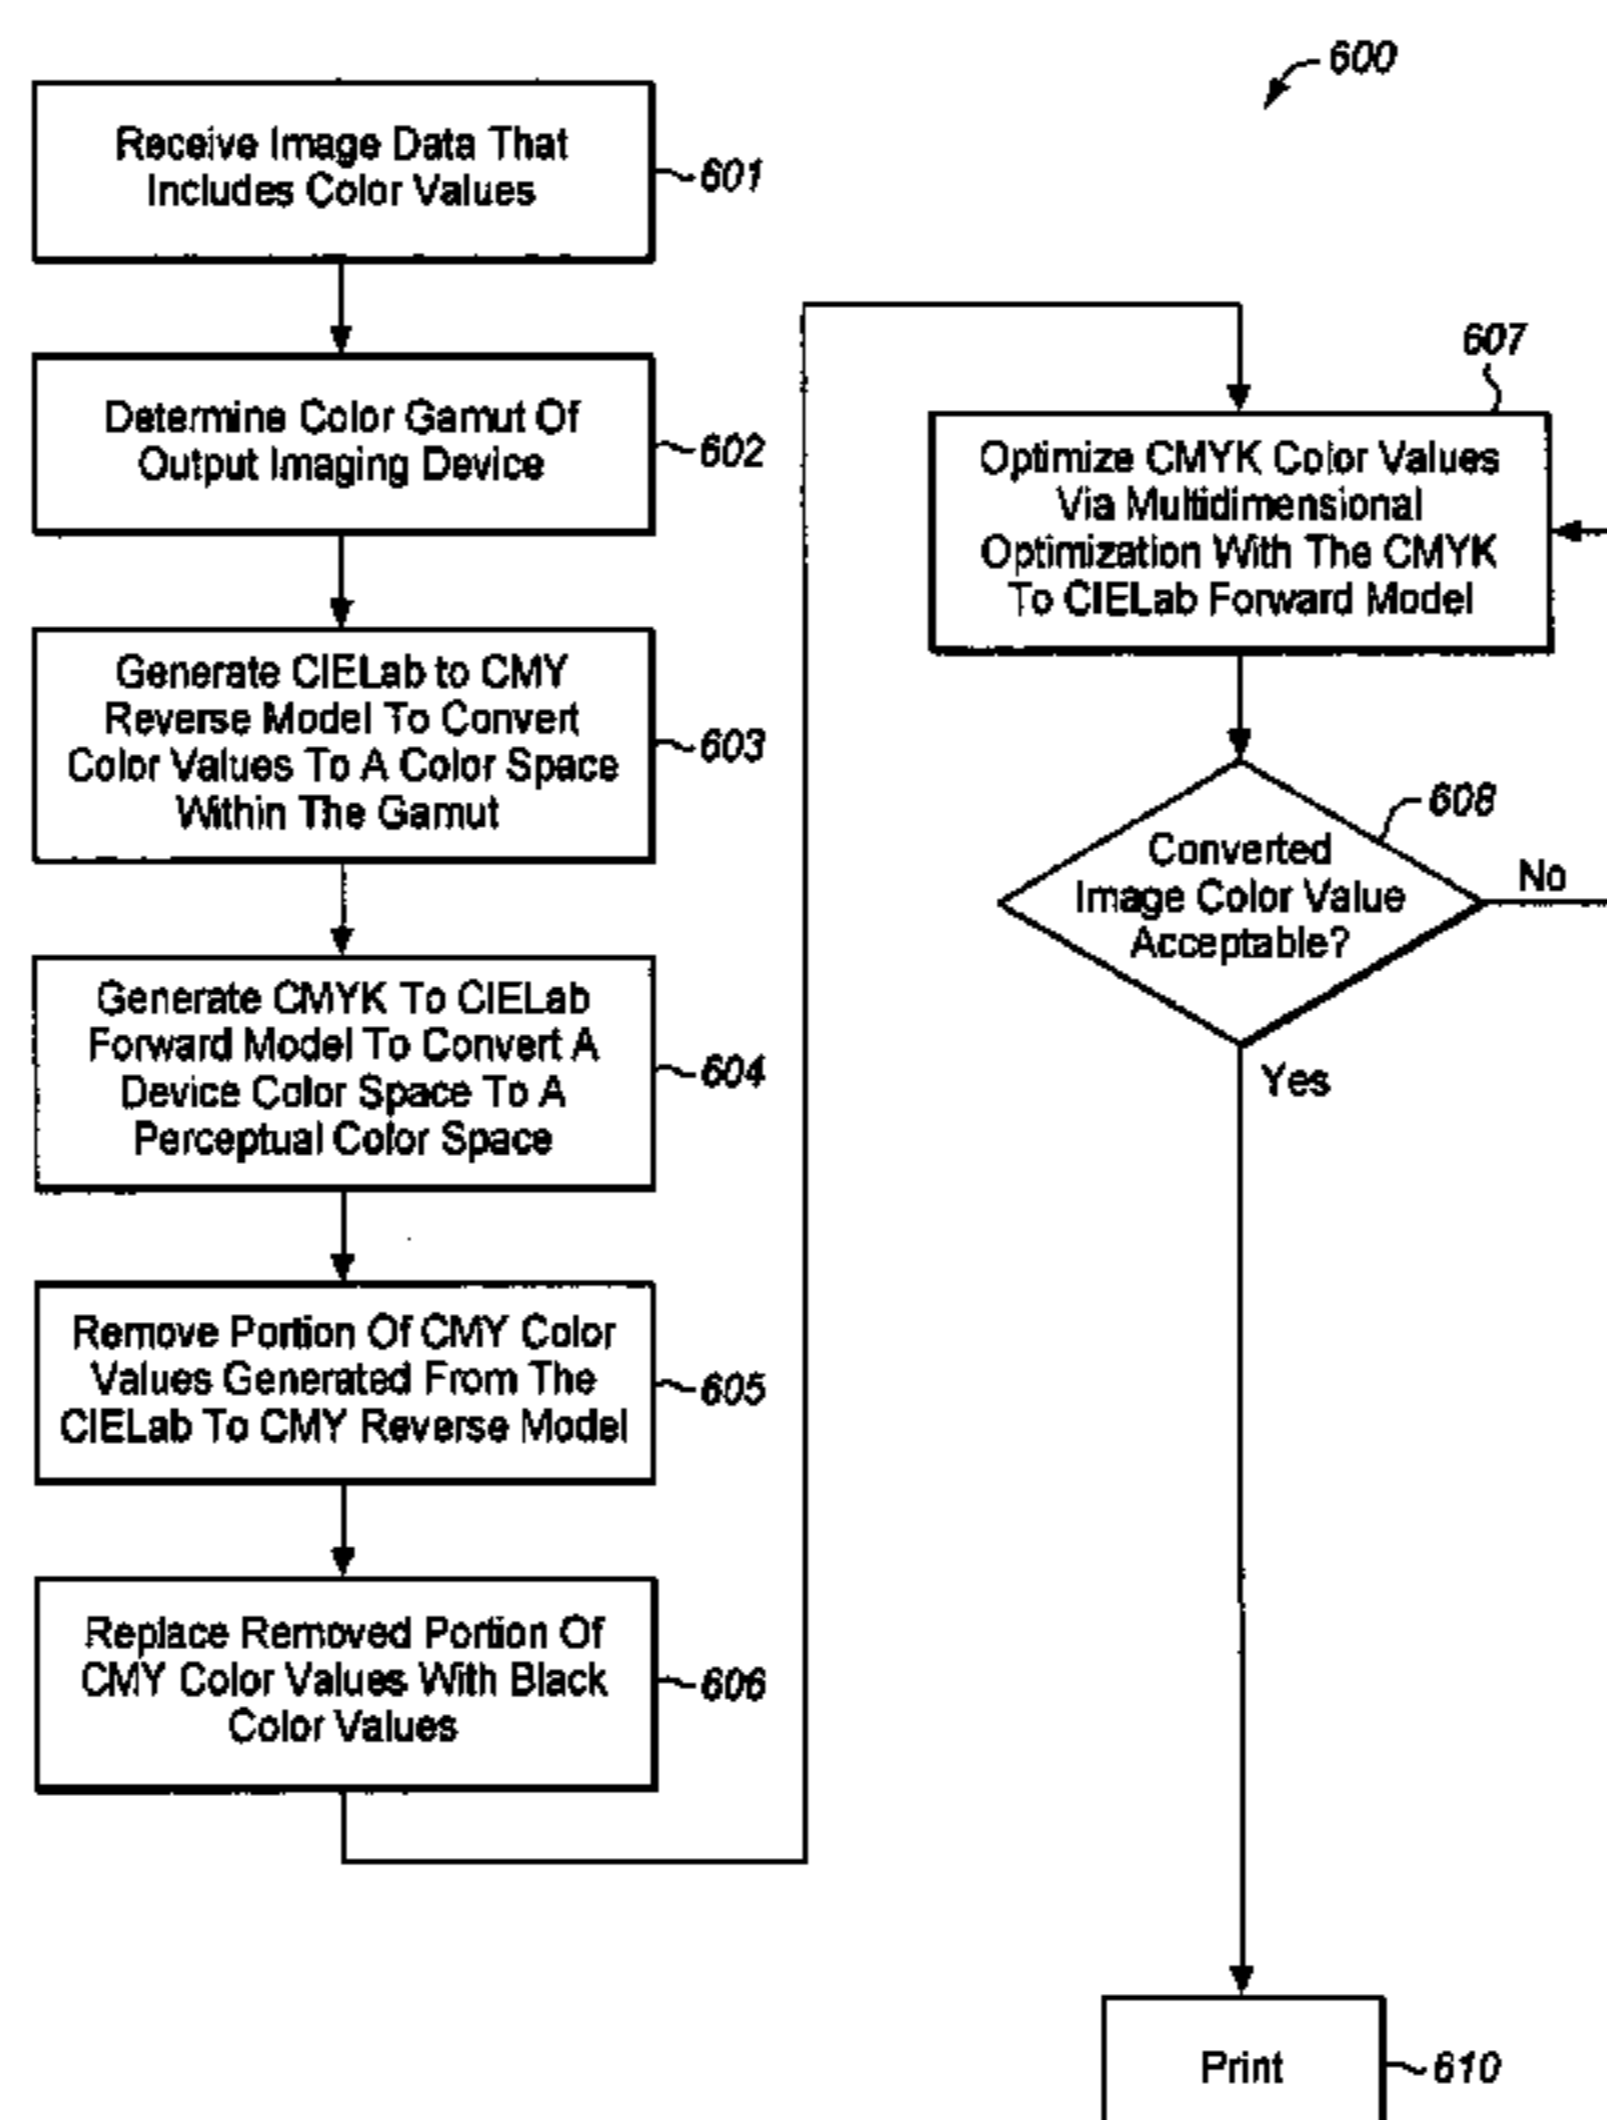 600
Receive Image Data That
Includes Color Values
601
Determine Color Gamut Of
Output Imaging Device
602
Generate CIELab to CMY
Reverse Model To Convert
Color Values To A Color Space
Within The Gamut
603
Generate CMYK To CIELab
Forward Model To Convert A
Device Color Space To A
Perceptual Color Space
604
Remove Portion Of CMY Color
Values Generated From The
CIELab To CMY Reverse Model
605
Replace Removed Portion Of
CMY Color Values With Black
Color Values
606
607
Optimize CMYK Color Values
Via Multidimensional
Optimization With The CMYK
To CIELab Forward Model
608
Converted
Image Color Value
Acceptable?
No
Yes
Print
610